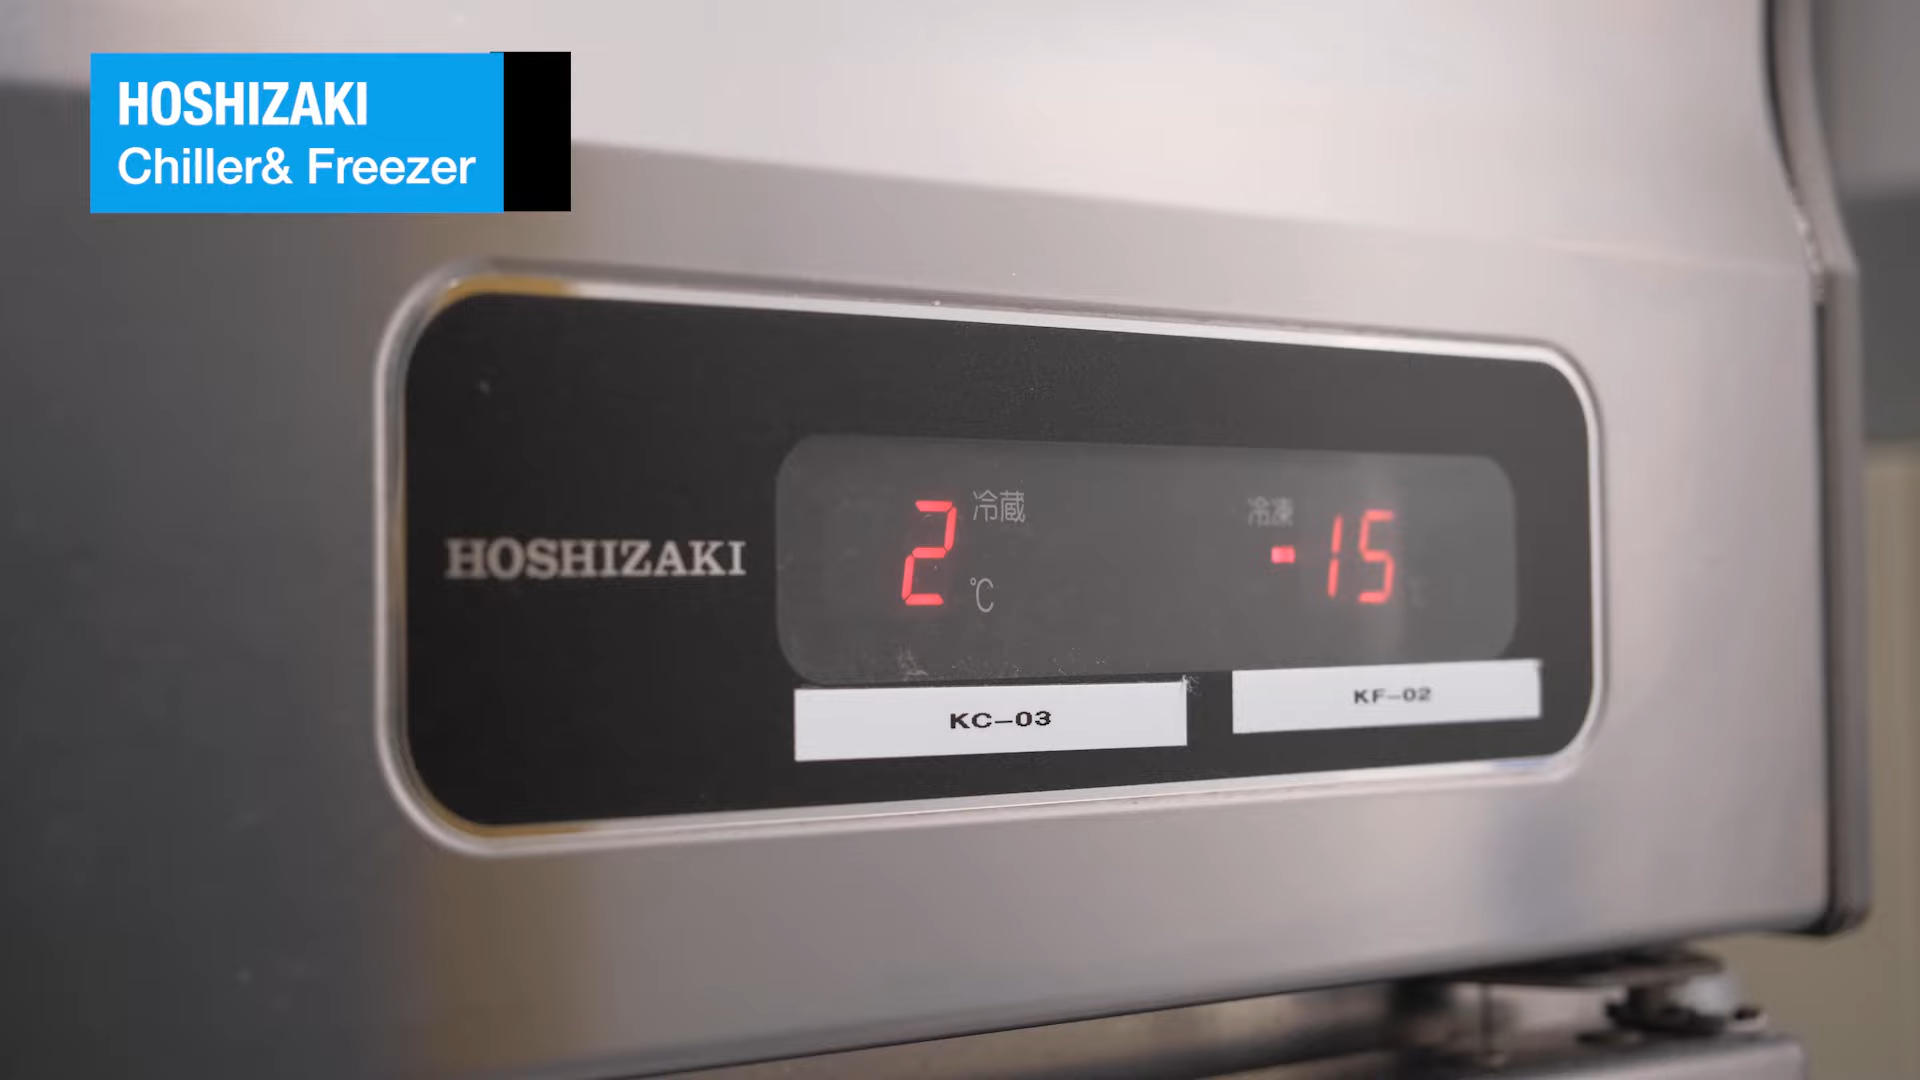 HOSHIZAKI
Chiller& Freezer
HOSHIZAKI
2 冷蔵
℃
冷凍 -15
KC-03
KF-02